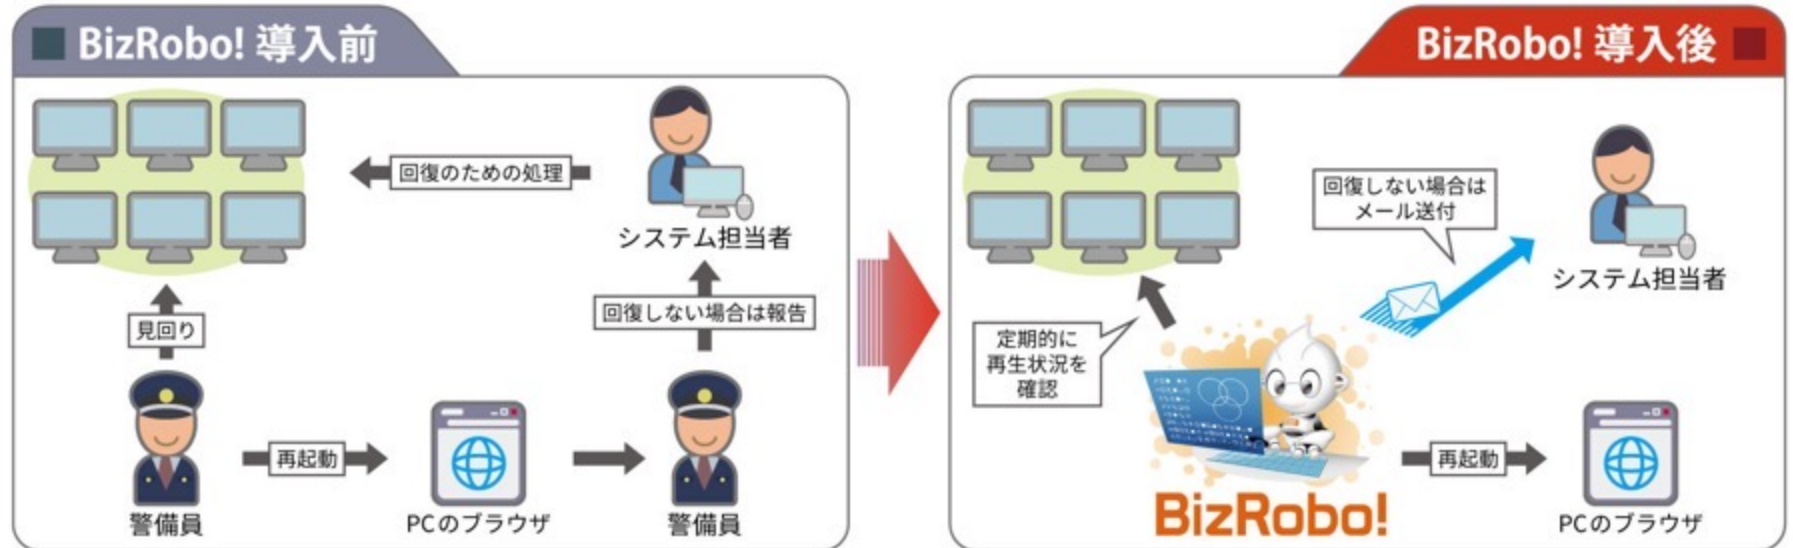 BizRobo! 導入前
回復のための処理
システム担当者
見回り
回復しない場合は報告
再起動
警備員
PCのブラウザ
警備員
BizRobo! 導入後
回復しない場合は
メール送付
システム担当者
定期的に
再生状況を
確認
再起動
BizRobo!
PCのブラウザ